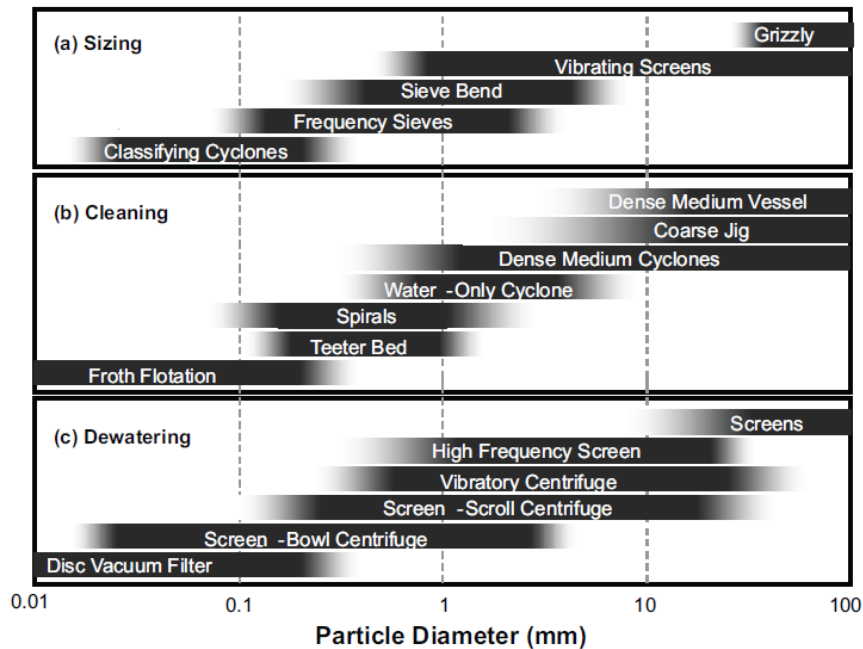 (a) Sizing
Grizzly
Vibrating Screens
Sieve Bend
Frequency Sieves
Classifying Cyclones
(b) Cleaning
Dense Medium Vessel
Coarse Jig
Dense Medium Cyclones
Water -Only Cyclone
Spirals
Teeter Bed
Froth Flotation
(c) Dewatering
Screens
High Frequency Screen
Vibratory Centrifuge
Screen -Scroll Centrifuge
Screen -Bowl Centrifuge
Disc Vacuum Filter
0.01 0.1 1 10 100
Particle Diameter (mm)